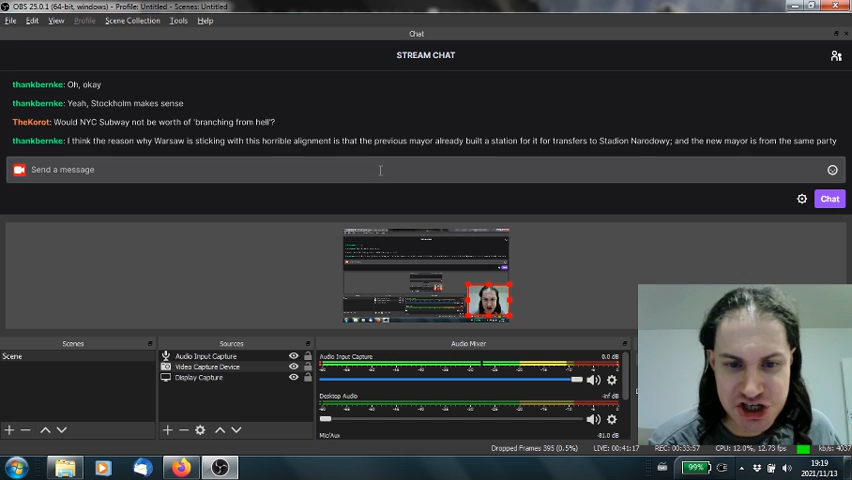 OBS 25.0.1 (64-bit, windows) - Profile: Untitled - Scenes: Untitled
File Edit View Profile Scene Collection Tools Help
Chat
STREAM CHAT
thankbernke: Oh, okay
thankbernke: Yeah, Stockholm makes sense
TheKorot: Would NYC Subway not be worth of 'branching from hell'?
thankbernke: I think the reason why Warsaw is sticking with this horrible alignment is that the previous mayor already built a station for it for transfers to Stadion Narodowy; and the new mayor is from the same party
Send a message
Chat
Scenes Sources Audio Mixer
Scene
Audio Input Capture
Video Capture Device
Display Capture
Audio Input Capture 0.0 dB
Desktop Audio -inf dB
Mic/Aux -81.0 dB
Dropped Frames 395 (0.5%) LIVE: 00:41:17 REC: 00:33:57 CPU: 12.0%, 12.73 fps kb/s: 4037
99% 19:19
2021/11/13